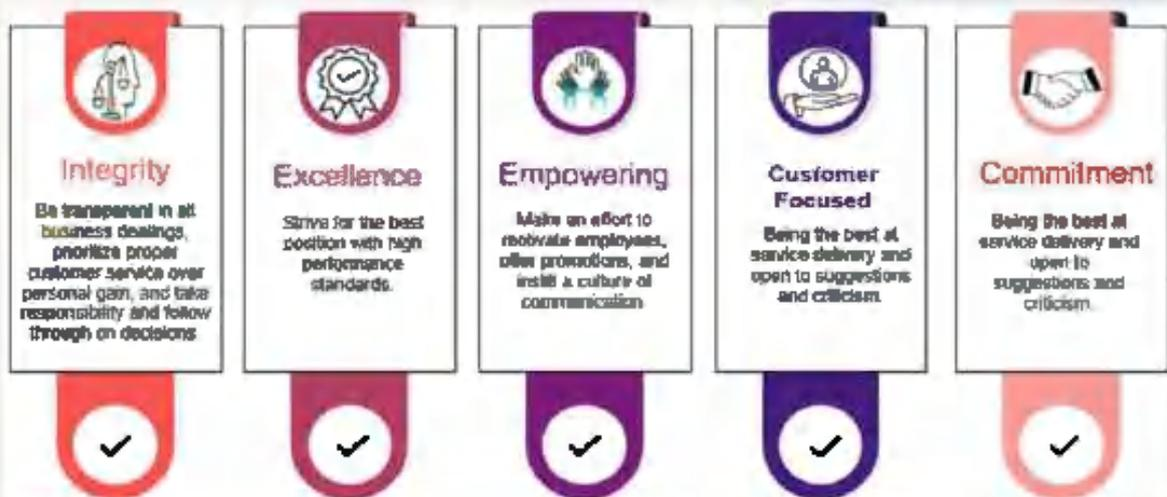 Integrity
Be transparent in all
business dealings,
prioritize proper
customer service over
personal gain, and take
responsibility and follow
through on decisions
Excellence
Strive for the best
position with high
performance
standards.
Empowering
Make an effort to
motivate employees,
offer promotions, and
instill a culture of
communication
Customer
Focused
Being the best at
service delivery and
open to suggestions
and criticism.
Commitment
Being the best at
service delivery and
open to
suggestions and
criticism.